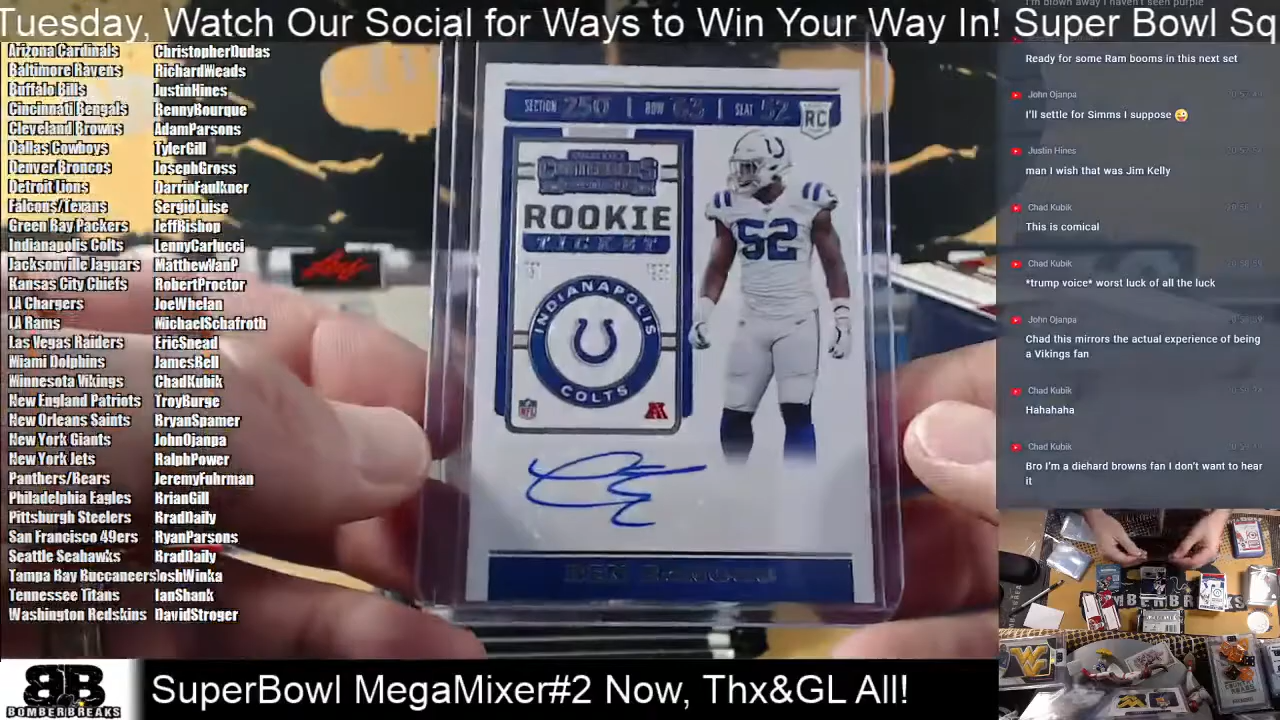 Tuesday, Watch Our Social for Ways to Win Your Way In! Super Bowl Sq
Arizona Cardinals ChristopherDudas
Baltimore Ravens RichardWeads
Buffalo Bills JustinHines
Cincinnati Bengals BennyBourque
Cleveland Browns AdamParsons
Dallas Cowboys TylerGill
Denver Broncos JosephGross
Detroit Lions DarrinFaulkner
Falcons/Texans SergioLuise
Green Bay Packers JeffBishop
Indianapolis Colts LennyCarlucci
Jacksonville Jaguars MatthewJanP
Kansas City Chiefs RobertProctor
LA Chargers JoeWhelan
LA Rams MichaelSchafroth
Las Vegas Raiders EricSnead
Miami Dolphins JamesBell
Minnesota Vikings ChadKubik
New England Patriots TroyBurge
New Orleans Saints BryanSpamer
New York Giants JohnOjanpa
New York Jets RalphPower
Panthers/Bears JeremyFuhrman
Philadelphia Eagles BrianGill
Pittsburgh Steelers BradDaily
San Francisco 49ers RyanParsons
Seattle Seahawks BradDaily
Tampa Bay Buccaneers JoshWinka
Tennessee Titans IanShank
Washington Redskins DavidStroger
SECTION 250 | ROW 63 | SEAT 52
RC
ROOKIE
TICKET
INDIANAPOLIS
COLTS
NFL
52
BEN
I'm blown away I haven't seen purple
Ready for some Ram booms in this next set
John Ojanpa
I'll settle for Simms I suppose 😜
Justin Hines
man I wish that was Jim Kelly
Chad Kubik
This is comical
Chad Kubik
*trump voice* worst luck of all the luck
John Ojanpa
Chad this mirrors the actual experience of being
a Vikings fan
Chad Kubik
Hahahaha
Chad Kubik
Bro I'm a diehard browns fan I don't want to hear
it
BB
BOMBERBREAKS
SuperBowl MegaMixer#2 Now, Thx&GL All!